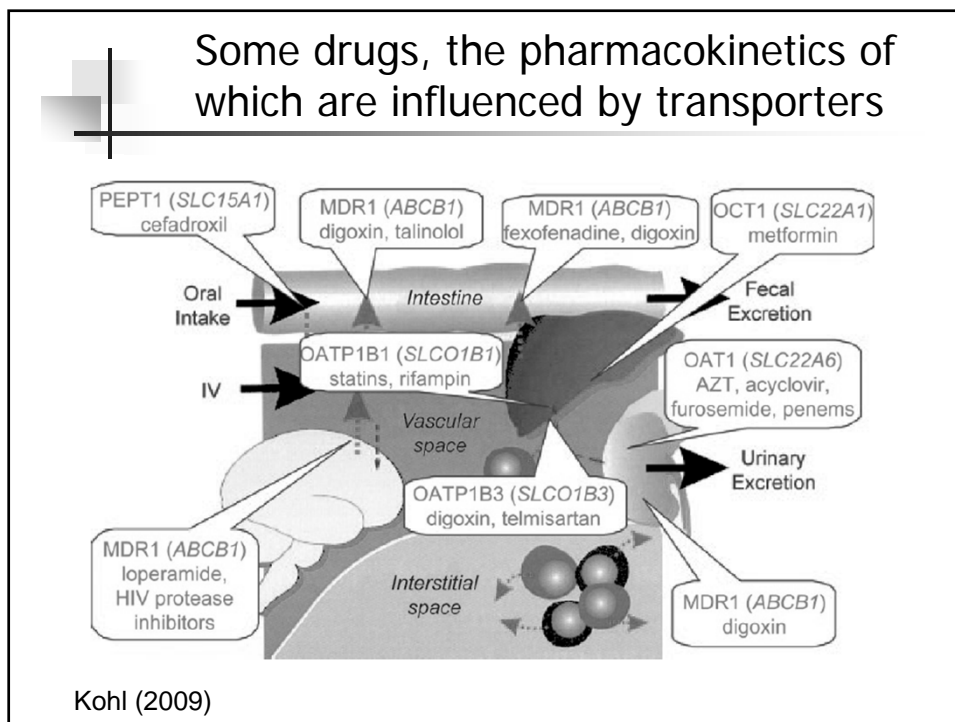 Some drugs, the pharmacokinetics of
which are influenced by transporters
PEPT1 (SLC15A1)
cefadroxil
MDR1 (ABCB1)
digoxin, talinolol
MDR1 (ABCB1)
fexofenadine, digoxin
OCT1 (SLC22A1)
metformin
Oral
Intake
Intestine
Fecal
Excretion
OATP1B1 (SLCO1B1)
statins, rifampin
OAT1 (SLC22A6)
AZT, acyclovir,
furosemide, penems
IV
Vascular
space
Urinary
Excretion
OATP1B3 (SLCO1B3)
digoxin, telmisartan
MDR1 (ABCB1)
loperamide,
HIV protease
inhibitors
Interstitial
space
MDR1 (ABCB1)
digoxin
Kohl (2009)